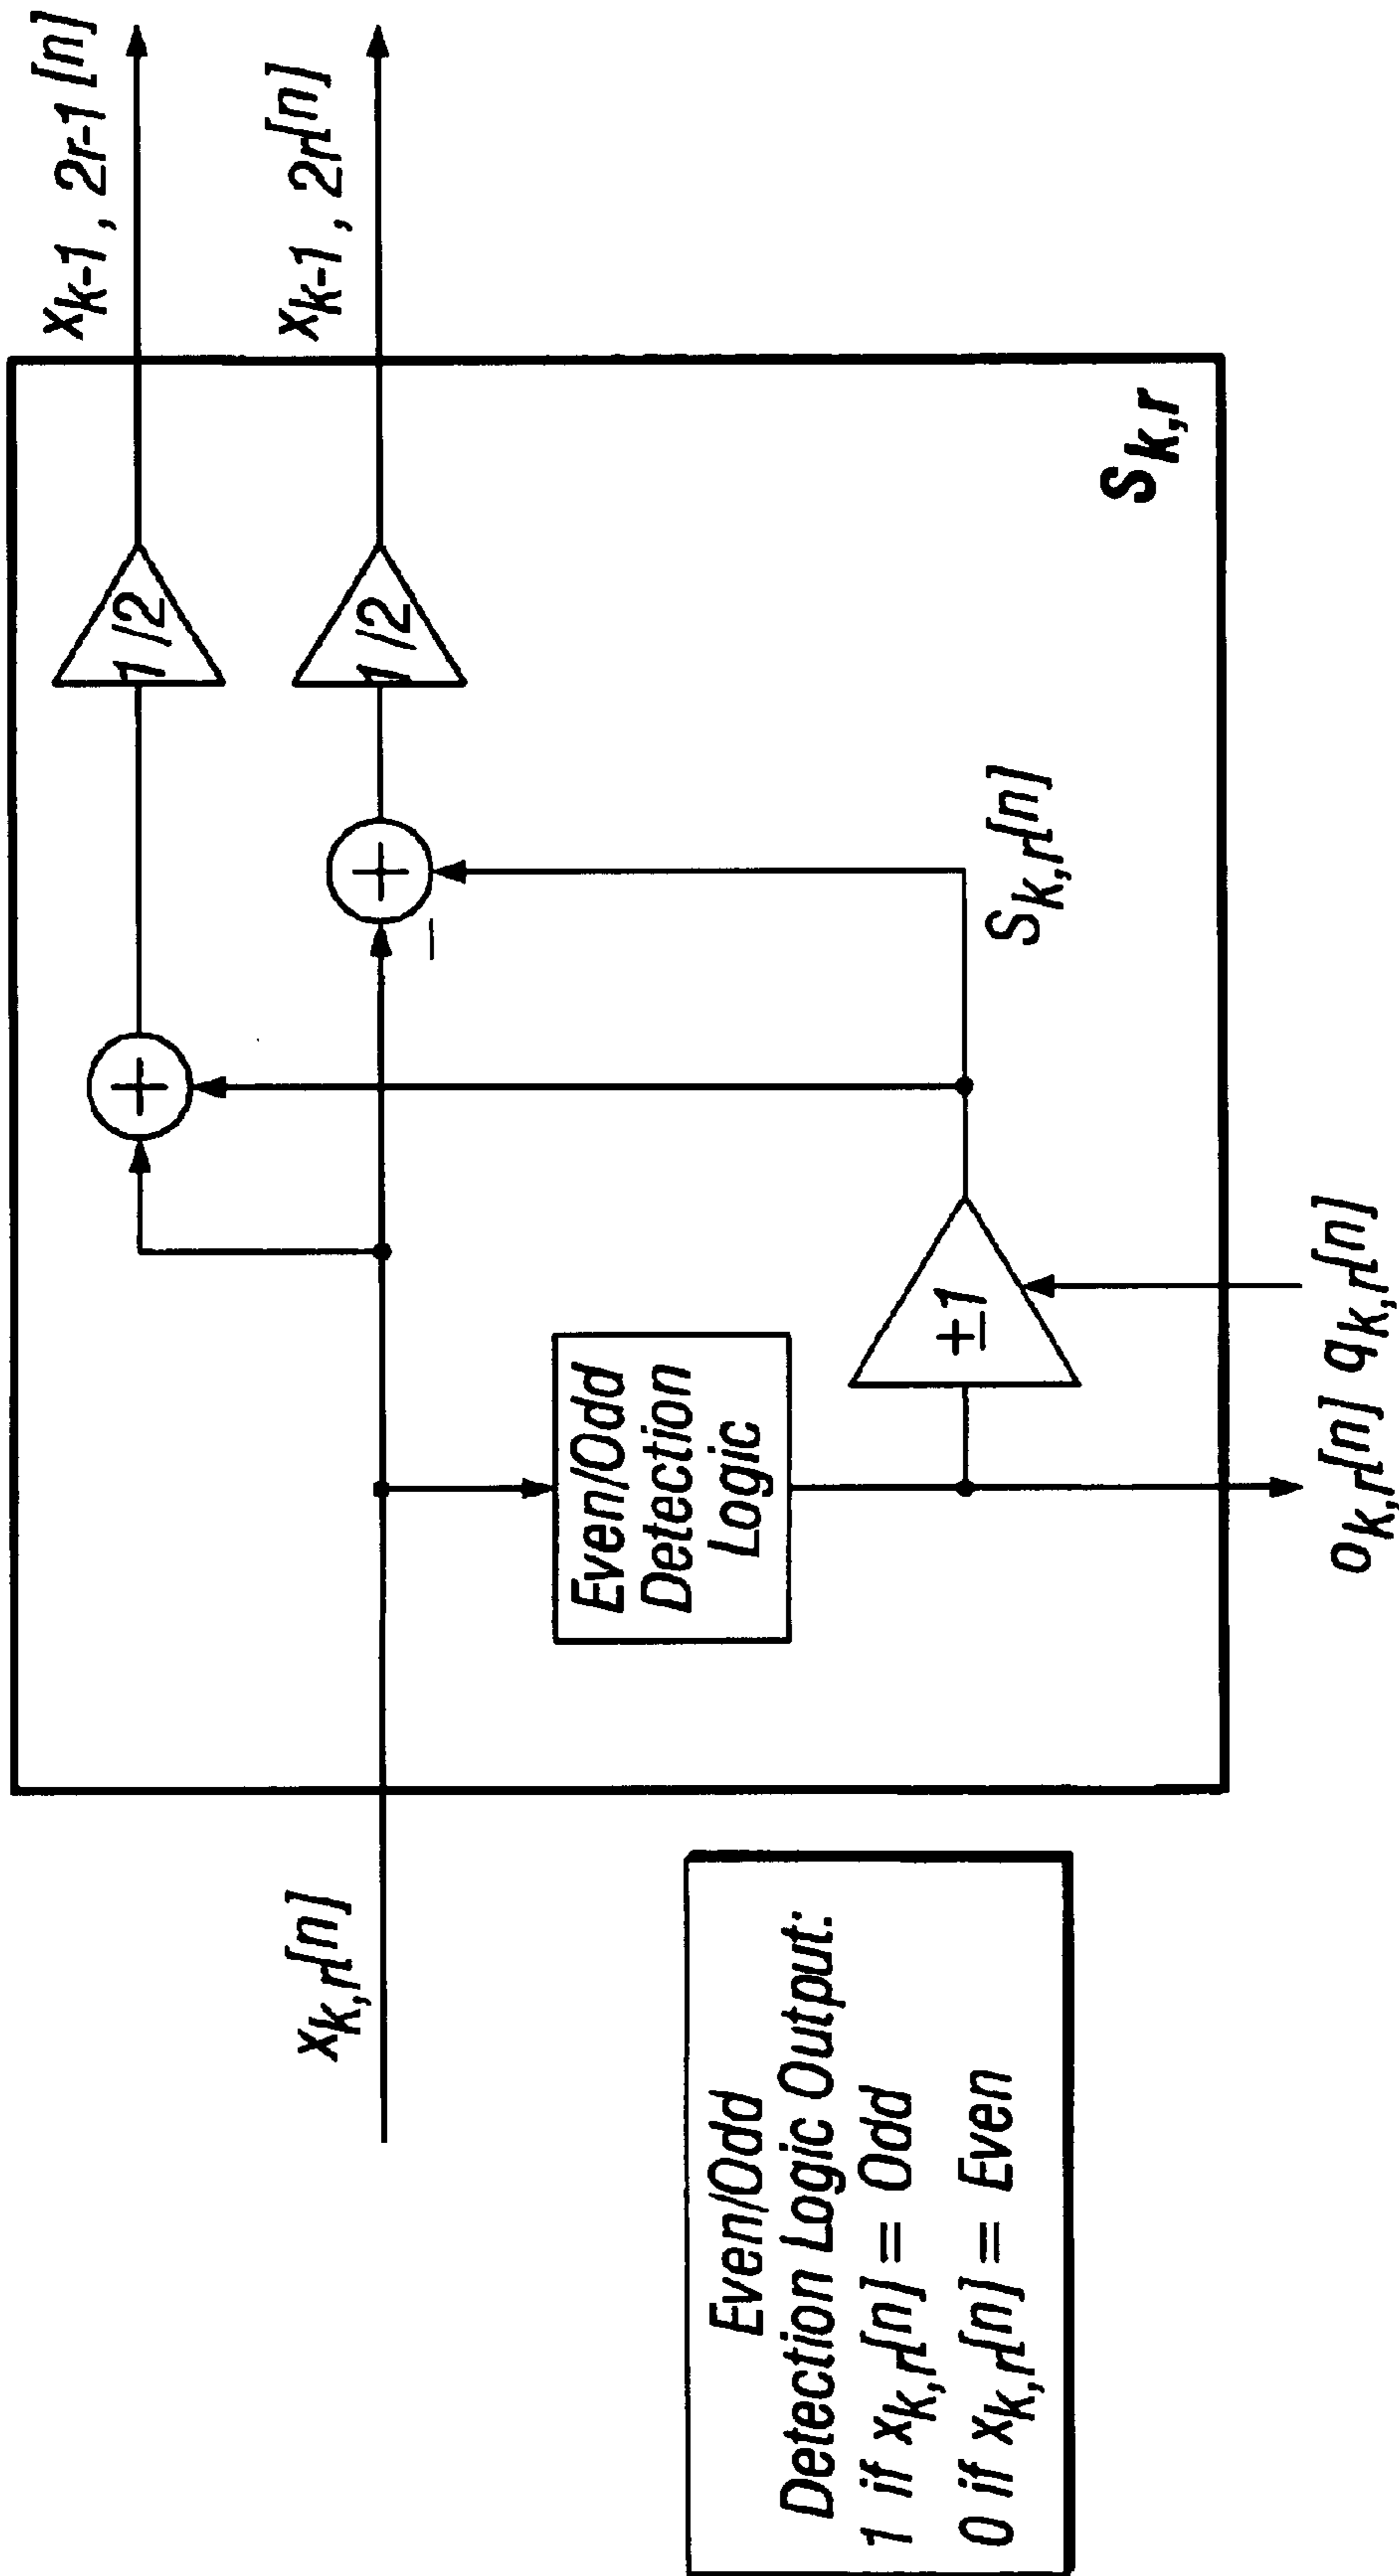 x_{k-1, 2r-1}[n]
x_{k-1, 2r}[n]
1/2
1/2
+
+
−
x_{k,r}[n]
Even/Odd
Detection
Logic
±1
S_{k,r}[n]
S_{k,r}
o_{k,r}[n] q_{k,r}[n]
Even/Odd
Detection Logic Output:
1 if x_{k,r}[n] = Odd
0 if x_{k,r}[n] = Even